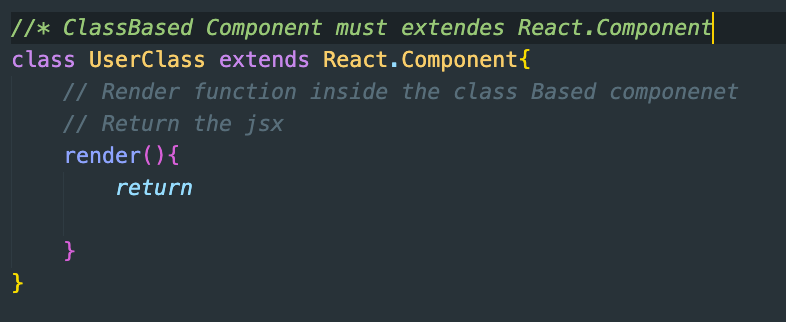 //* ClassBased Component must extendes React.Component
class UserClass extends React.Component{
// Render function inside the class Based componenet
// Return the jsx
render(){
return
}
}